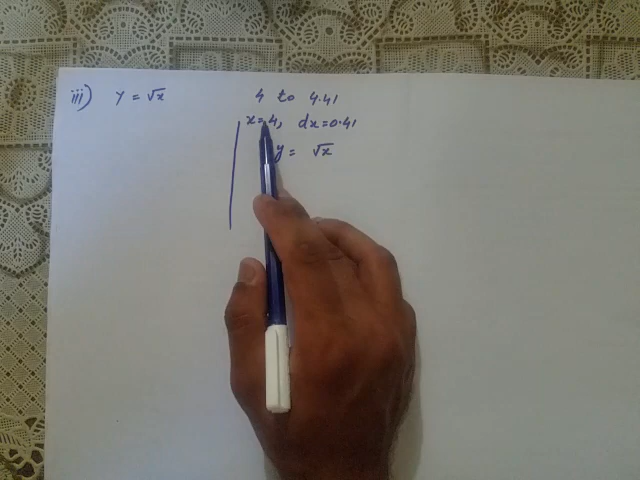 iii) y = √x 4 to 4.41
x=4, dx=0.41
y = √x